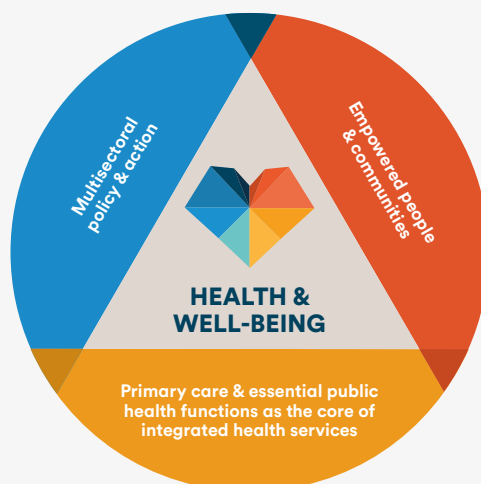 Multisectoral
policy & action
Empowered people
& communities
HEALTH &
WELL-BEING
Primary care & essential public
health functions as the core of
integrated health services